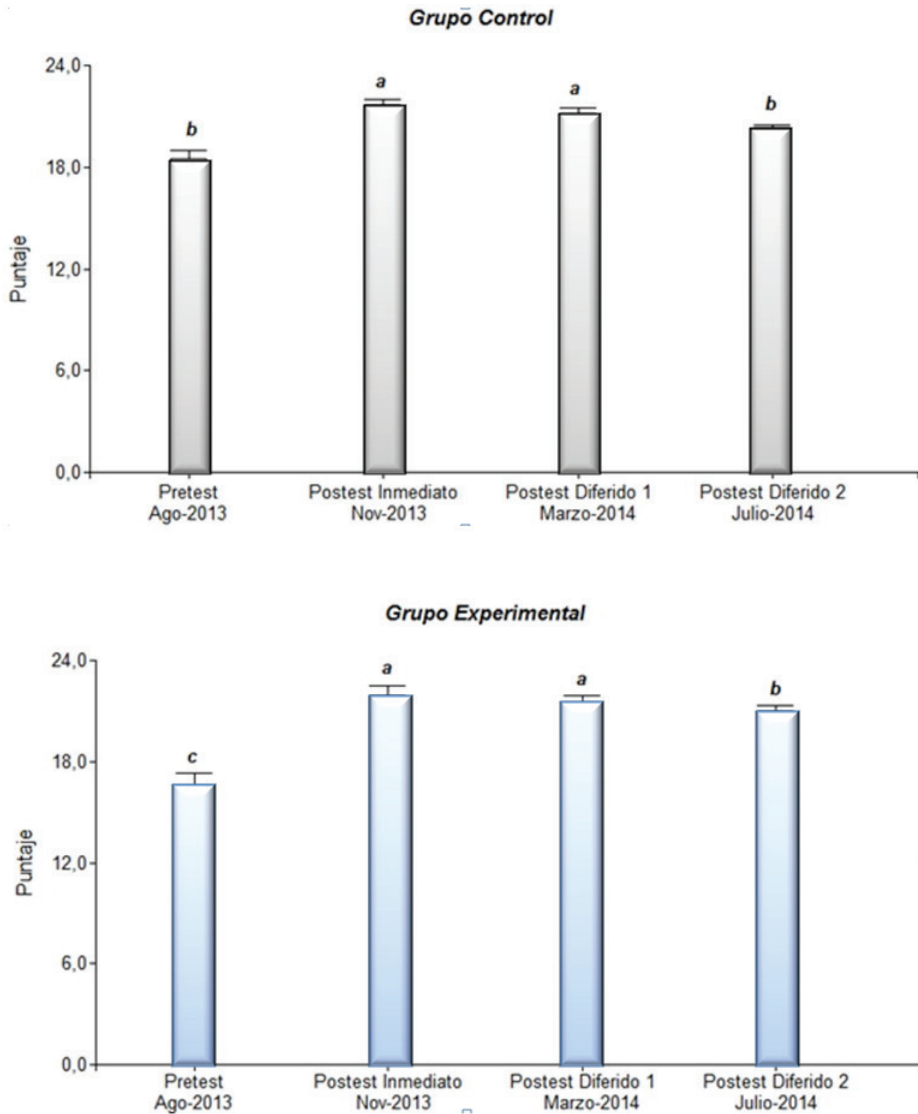 Grupo Control
24,0
18,0
12,0
6,0
0,0
Puntaje
b
a
a
b
Pretest
Ago-2013
Postest Inmediato
Nov-2013
Postest Diferido 1
Marzo-2014
Postest Diferido 2
Julio-2014
Grupo Experimental
24,0
18,0
12,0
6,0
0,0
Puntaje
c
a
a
b
Pretest
Ago-2013
Postest Inmediato
Nov-2013
Postest Diferido 1
Marzo-2014
Postest Diferido 2
Julio-2014